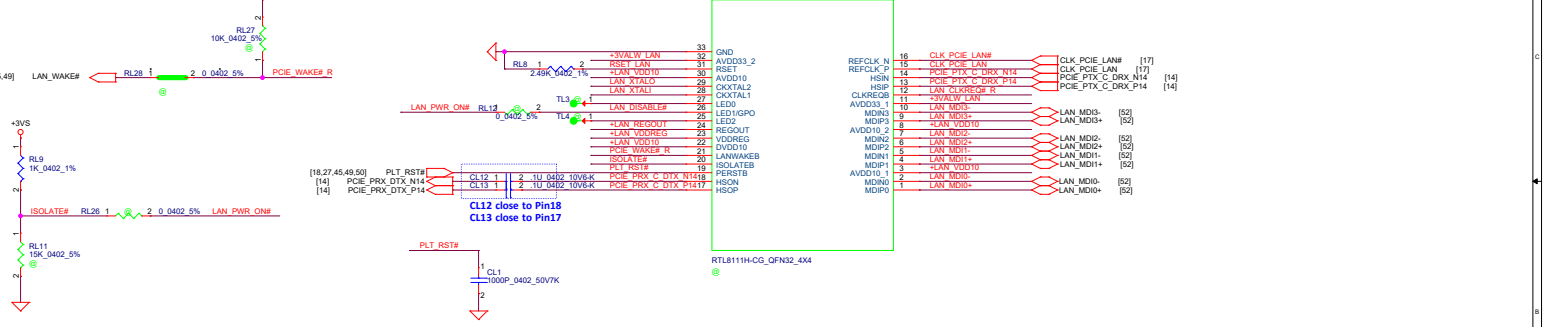 2
RL27
10K_0402_5%
@
1
,49] LAN_WAKE# RL28 1 2 0_0402_5% PCIE_WAKE#_R
@
+3VS
1
RL9
1K_0402_1%
2
ISOLATE# RL26 1 @ 2 0_0402_5% LAN_PWR_ON#
1
RL11
15K_0402_5%
@
2
33 GND
+3VALW_LAN 32 AVDD33_2
RL8 1 2 RSET_LAN 31 RSET
2.49K_0402_1%
+LAN_VDD10 30 AVDD10
LAN_XTALO 29 CKXTAL2
LAN_XTALI 28 CKXTAL1
TL3 @ 1 27 LED0
LAN_PWR_ON# RL12 1 @ 2 LAN_DISABLE# 26 LED1/GPO
0_0402_5%
TL4 @ 1 25 LED2
+LAN_REGOUT 24 REGOUT
+LAN_VDDREG 23 VDDREG
+LAN_VDD10 22 DVDD10
PCIE_WAKE#_R 21 LANWAKEB
ISOLATE# 20 ISOLATEB
[18,27,45,49,50] PLT_RST# PLT_RST# 19 PERSTB
[14] PCIE_PRX_DTX_N14 CL12 1 2 .1U_0402_10V6-K PCIE_PRX_C_DTX_N14 18 HSON
[14] PCIE_PRX_DTX_P14 CL13 1 2 .1U_0402_10V6-K PCIE_PRX_C_DTX_P14 17 HSOP
CL12 close to Pin18
CL13 close to Pin17
PLT_RST#
1
CL1
1000P_0402_50V7K
2
REFCLK_N 16 CLK_PCIE_LAN# CLK_PCIE_LAN# [17]
REFCLK_P 15 CLK_PCIE_LAN CLK_PCIE_LAN [17]
HSIN 14 PCIE_PTX_C_DRX_N14 PCIE_PTX_C_DRX_N14 [14]
HSIP 13 PCIE_PTX_C_DRX_P14 PCIE_PTX_C_DRX_P14 [14]
CLKREQB 12 LAN_CLKREQ#_R
AVDD33_1 11 +3VALW_LAN
MDIN3 10 LAN_MDI3- LAN_MDI3- [52]
MDIP3 9 LAN_MDI3+ LAN_MDI3+ [52]
AVDD10_2 8 +LAN_VDD10
MDIN2 7 LAN_MDI2- LAN_MDI2- [52]
MDIP2 6 LAN_MDI2+ LAN_MDI2+ [52]
MDIN1 5 LAN_MDI1- LAN_MDI1- [52]
MDIP1 4 LAN_MDI1+ LAN_MDI1+ [52]
AVDD10_1 3 +LAN_VDD10
MDIN0 2 LAN_MDI0- LAN_MDI0- [52]
MDIP0 1 LAN_MDI0+ LAN_MDI0+ [52]
RTL8111H-CG_QFN32_4X4
@
C
B